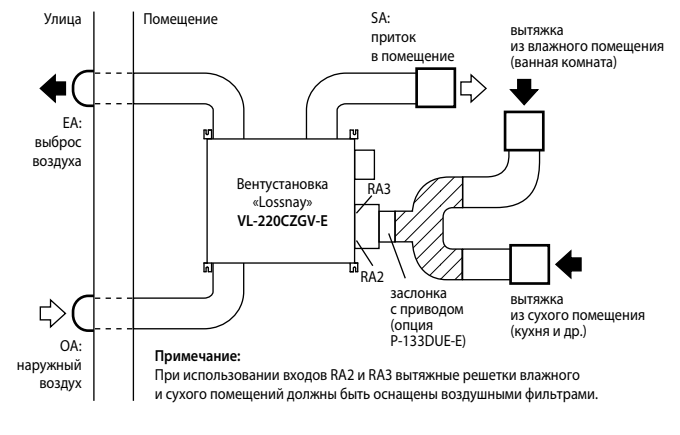 Улица
Помещение
SA:
приток
в помещение
вытяжка
из влажного помещения
(ванная комната)
EA:
выброс
воздуха
Вентустановка
«Lossnay»
VL-220CZGV-E
RA3
RA2
заслонка
с приводом
(опция
P-133DUE-E)
вытяжка
из сухого помещения
(кухня и др.)
OA:
наружный
воздух
Примечание:
При использовании входов RA2 и RA3 вытяжные решетки влажного
и сухого помещений должны быть оснащены воздушными фильтрами.